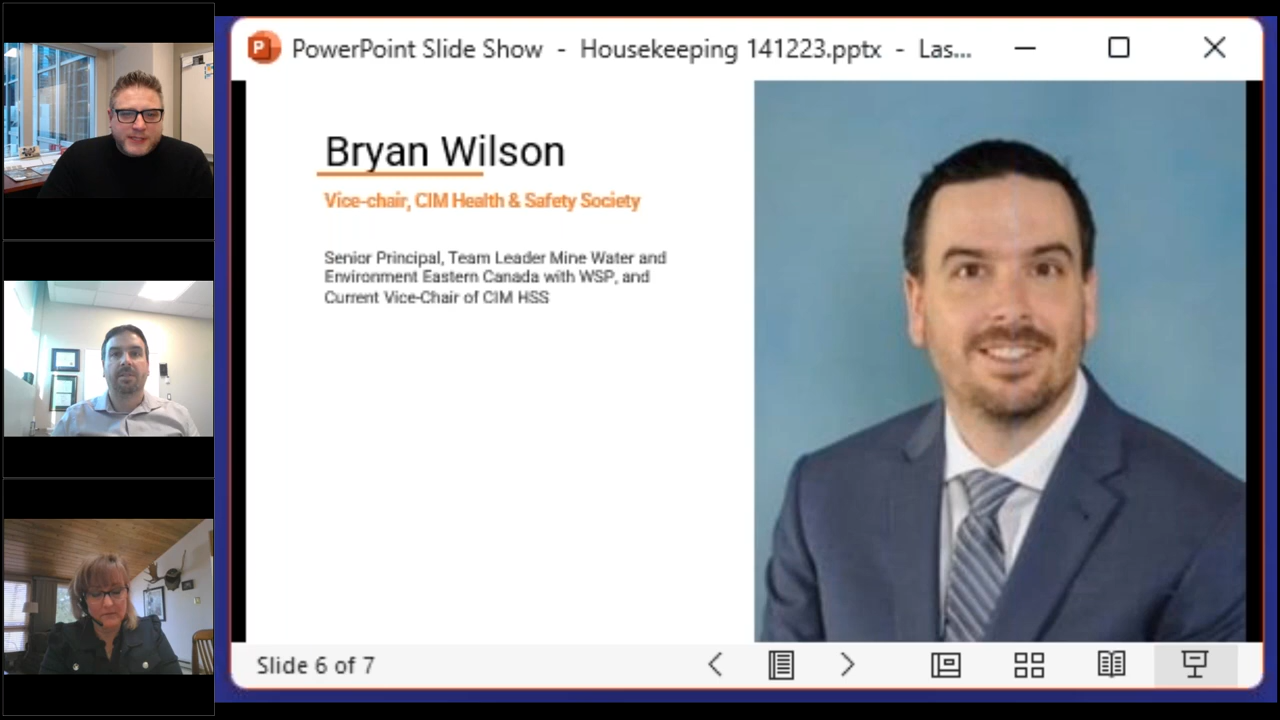 PowerPoint Slide Show - Housekeeping 141223.pptx - Las...
Bryan Wilson
Vice-chair, CIM Health & Safety Society
Senior Principal, Team Leader Mine Water and
Environment Eastern Canada with WSP, and
Current Vice-Chair of CIM HSS
Slide 6 of 7